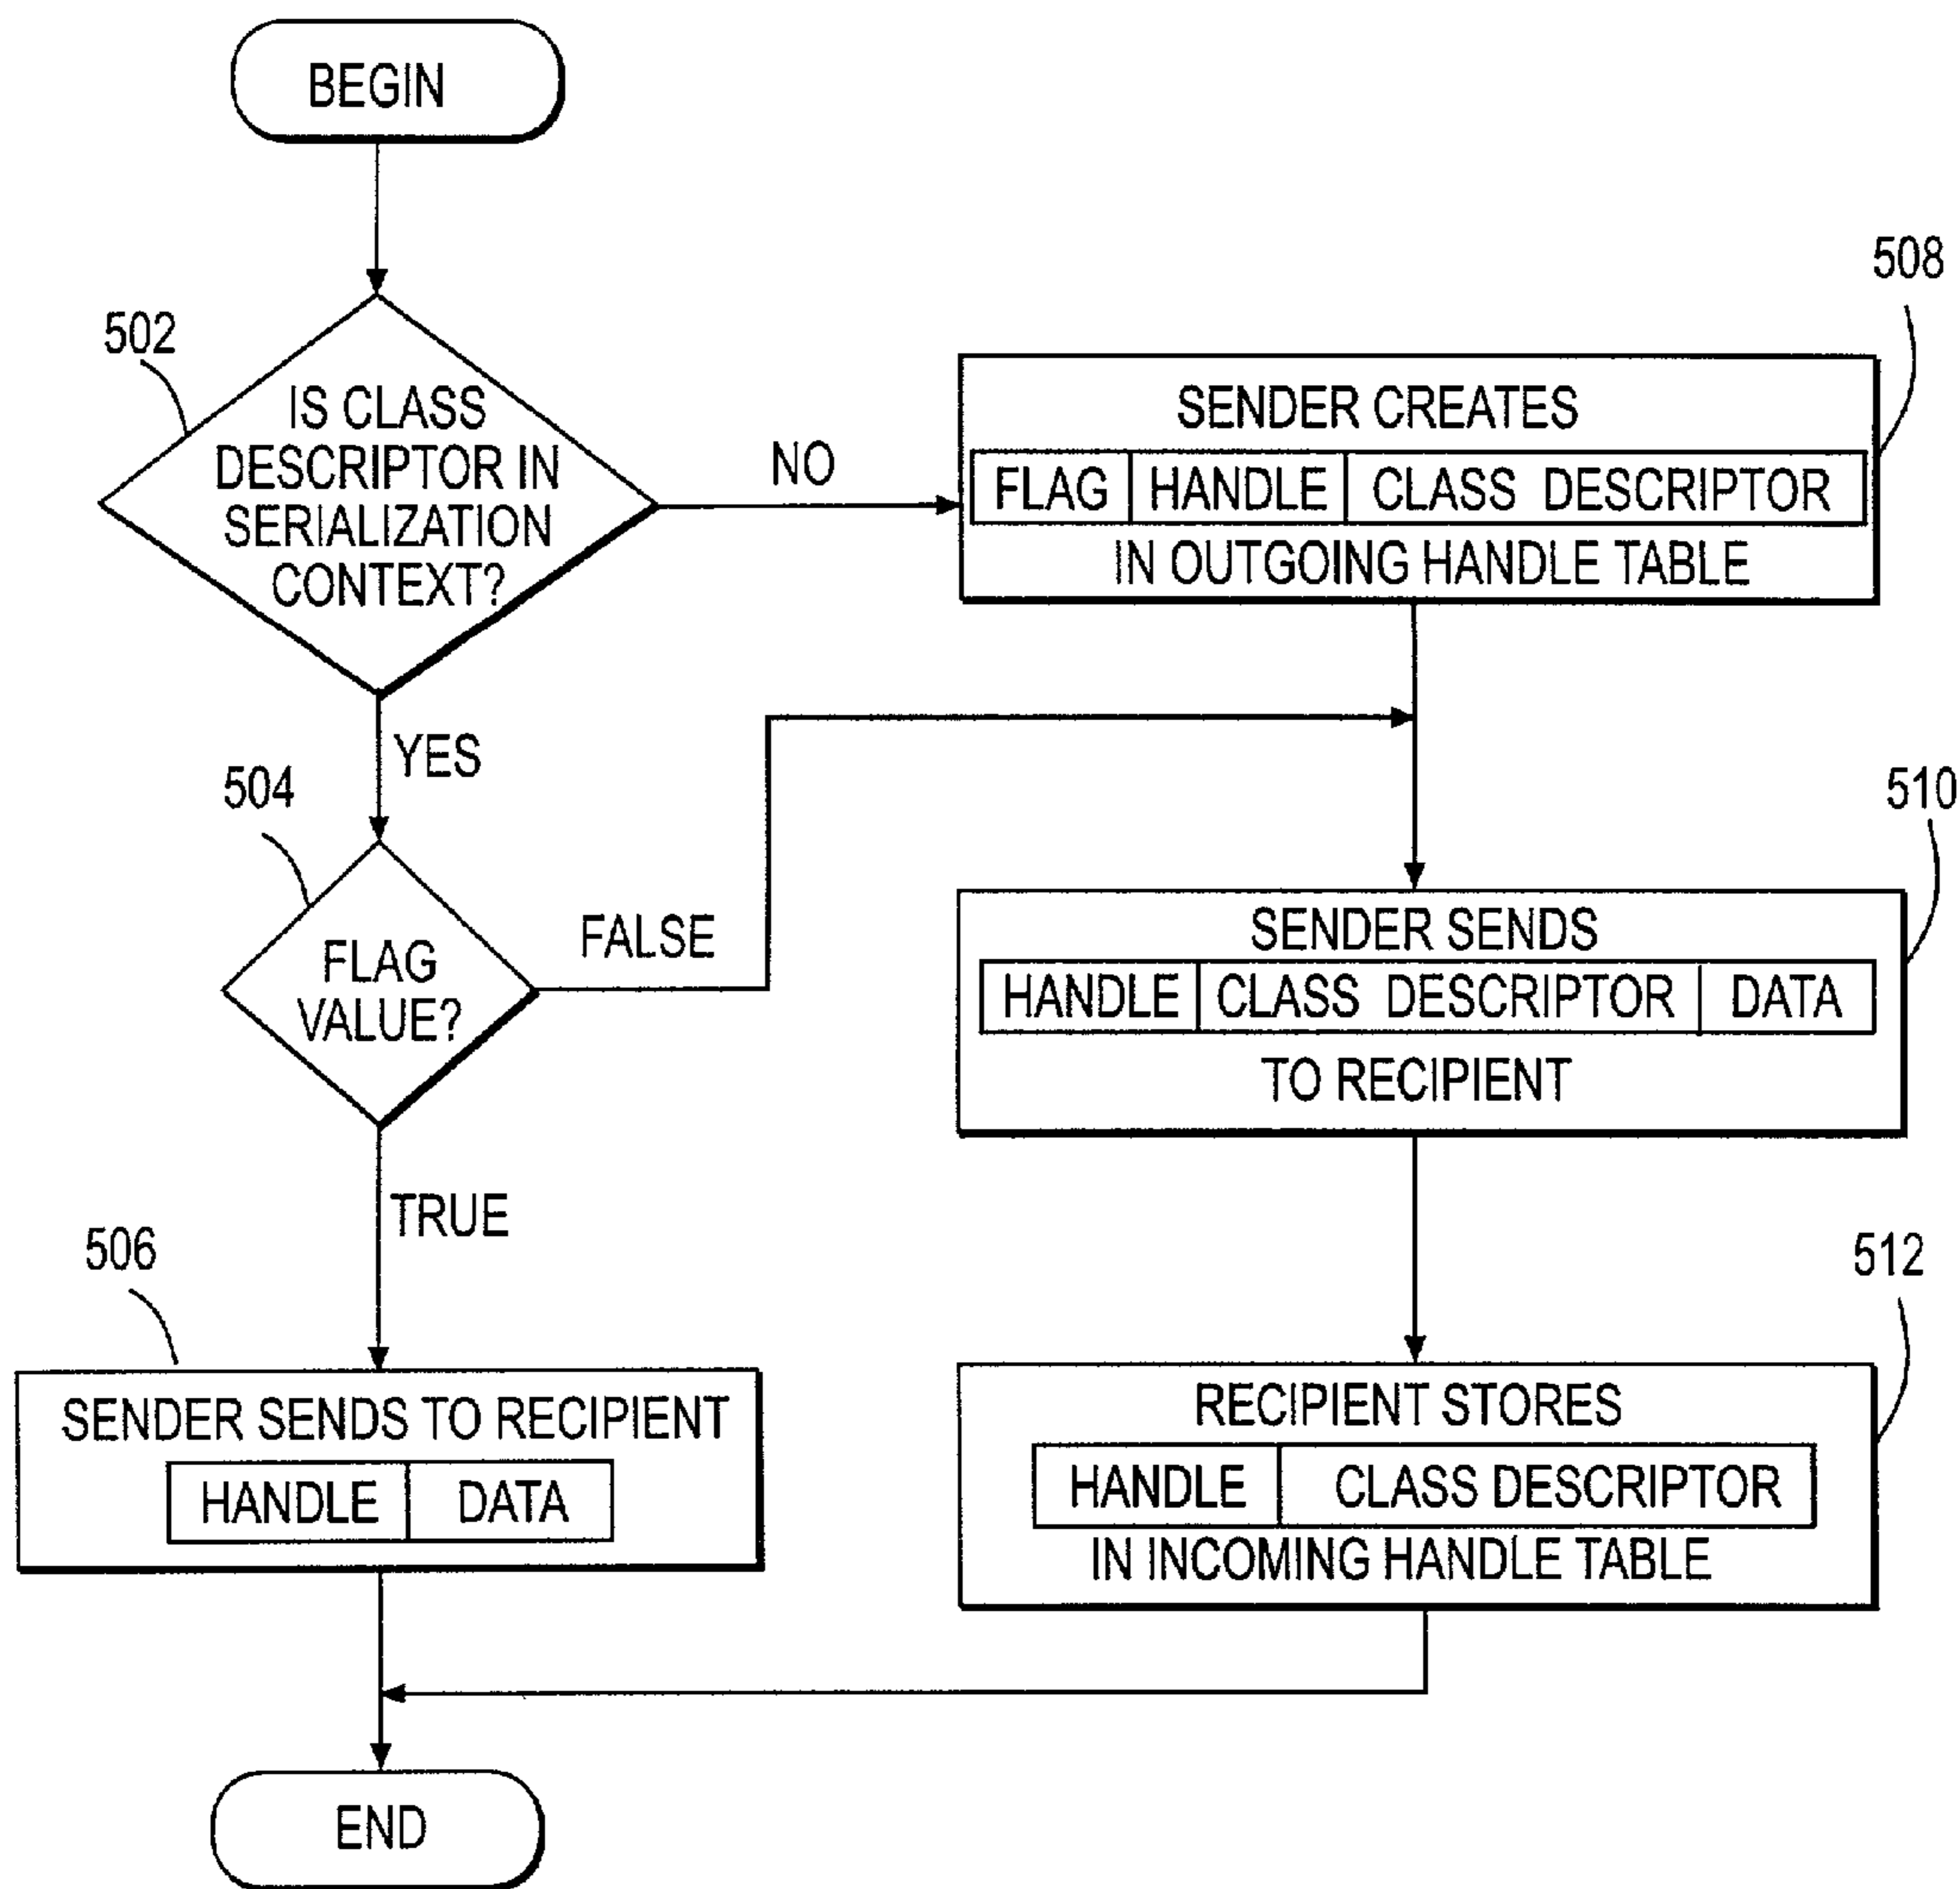 BEGIN
502
IS CLASS
DESCRIPTOR IN
SERIALIZATION
CONTEXT?
NO
508
SENDER CREATES
FLAG HANDLE CLASS DESCRIPTOR
IN OUTGOING HANDLE TABLE
YES
504
FLAG
VALUE?
FALSE
510
SENDER SENDS
HANDLE CLASS DESCRIPTOR DATA
TO RECIPIENT
TRUE
506
SENDER SENDS TO RECIPIENT
HANDLE DATA
512
RECIPIENT STORES
HANDLE CLASS DESCRIPTOR
IN INCOMING HANDLE TABLE
END